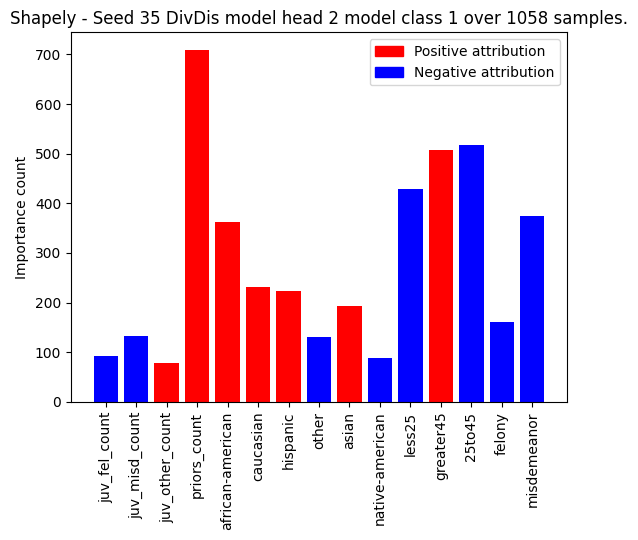 Shapely - Seed 35 DivDis model head 2 model class 1 over 1058 samples.
Positive attribution
Negative attribution
Importance count
700
600
500
400
300
200
100
0
juv_fel_count
juv_misd_count
juv_other_count
priors_count
african-american
caucasian
hispanic
other
asian
native-american
less25
greater45
25to45
felony
misdemeanor